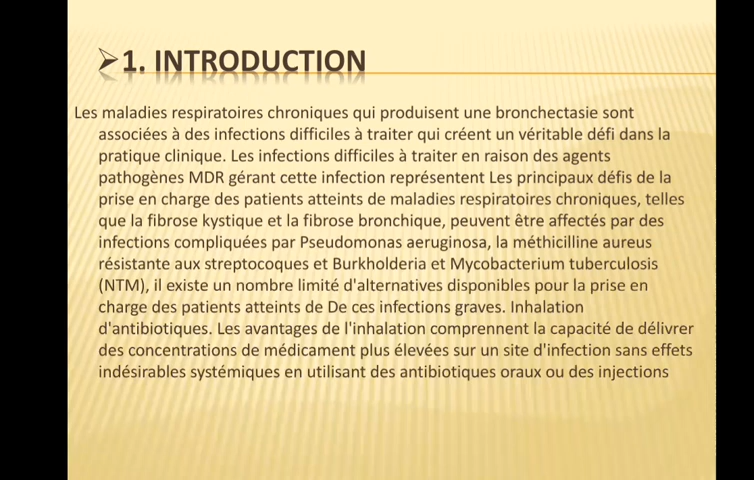 ➢1. INTRODUCTION
Les maladies respiratoires chroniques qui produisent une bronchectasie sont
associées à des infections difficiles à traiter qui créent un véritable défi dans la
pratique clinique. Les infections difficiles à traiter en raison des agents
pathogènes MDR gérant cette infection représentent Les principaux défis de la
prise en charge des patients atteints de maladies respiratoires chroniques, telles
que la fibrose kystique et la fibrose bronchique, peuvent être affectés par des
infections compliquées par Pseudomonas aeruginosa, la méthicilline aureus
résistante aux streptocoques et Burkholderia et Mycobacterium tuberculosis
(NTM), il existe un nombre limité d'alternatives disponibles pour la prise en
charge des patients atteints de De ces infections graves. Inhalation
d'antibiotiques. Les avantages de l'inhalation comprennent la capacité de délivrer
des concentrations de médicament plus élevées sur un site d'infection sans effets
indésirables systémiques en utilisant des antibiotiques oraux ou des injections